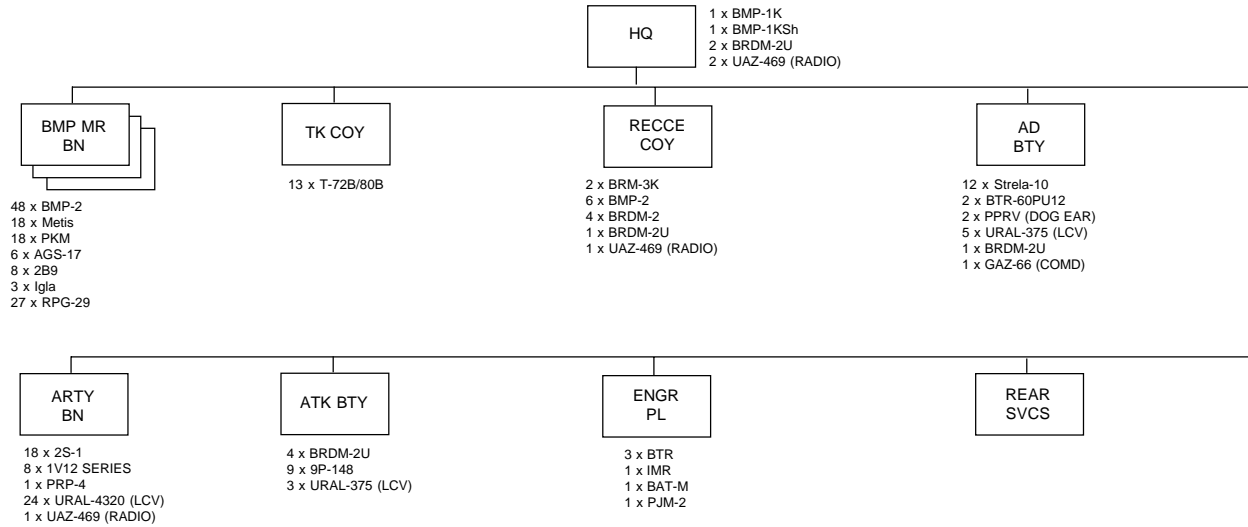 HQ
1 x BMP-1K
1 x BMP-1KSh
2 x BRDM-2U
2 x UAZ-469 (RADIO)
BMP MR
BN
48 x BMP-2
18 x Metis
18 x PKM
6 x AGS-17
8 x 2B9
3 x Igla
27 x RPG-29
TK COY
13 x T-72B/80B
RECCE
COY
2 x BRM-3K
6 x BMP-2
4 x BRDM-2
1 x BRDM-2U
1 x UAZ-469 (RADIO)
AD
BTY
12 x Strela-10
2 x BTR-60PU12
2 x PPRV (DOG EAR)
5 x URAL-375 (LCV)
1 x BRDM-2U
1 x GAZ-66 (COMD)
ARTY
BN
18 x 2S-1
8 x 1V12 SERIES
1 x PRP-4
24 x URAL-4320 (LCV)
1 x UAZ-469 (RADIO)
ATK BTY
4 x BRDM-2U
9 x 9P-148
3 x URAL-375 (LCV)
ENGR
PL
3 x BTR
1 x IMR
1 x BAT-M
1 x PJM-2
REAR
SVCS